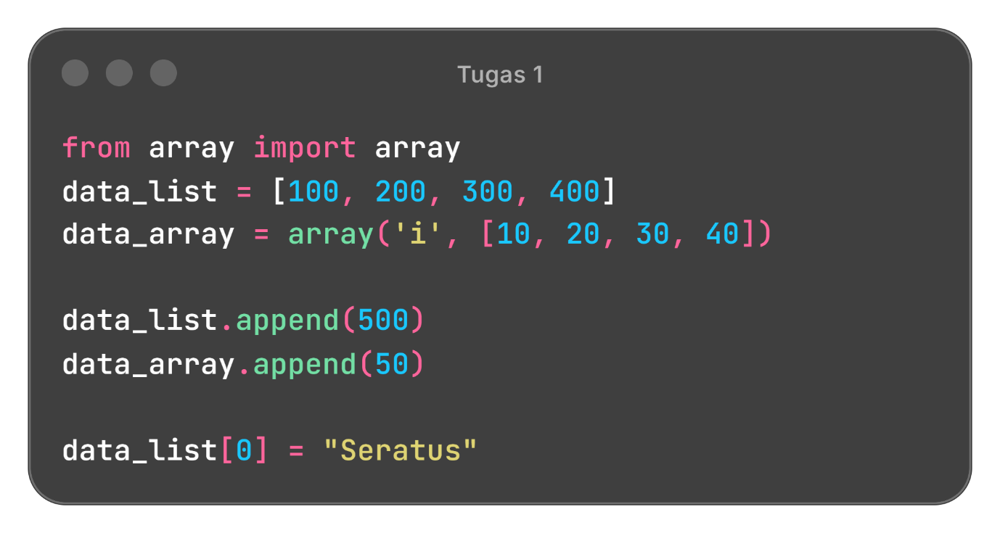 Tugas 1
from array import array
data_list = [100, 200, 300, 400]
data_array = array('i', [10, 20, 30, 40])
data_list.append(500)
data_array.append(50)
data_list[0] = "Seratus"